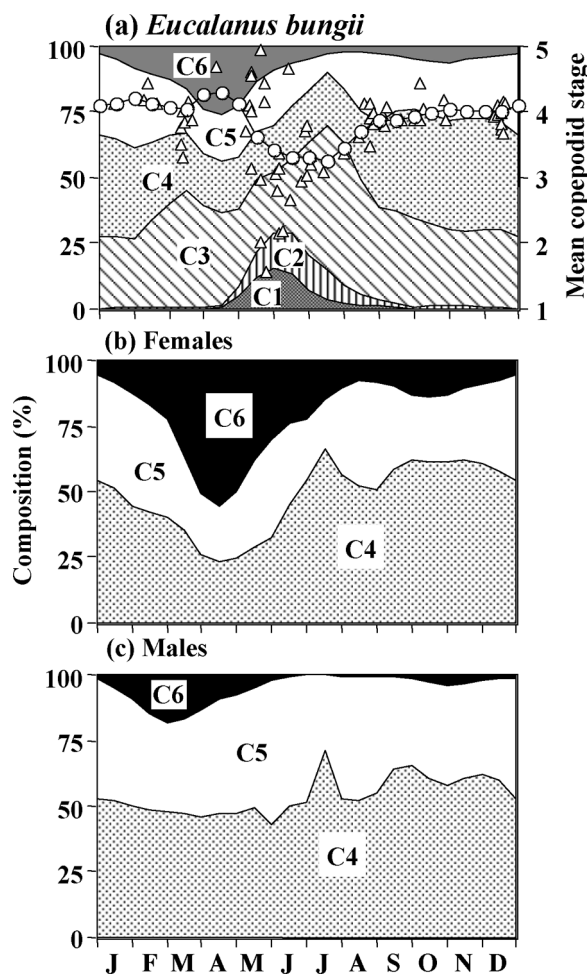 (a) Eucalanus bungii
100
75
50
25
0
5
4
3
2
1
C6
C5
C4
C3
C2
C1
Mean copepodid stage
(b) Females
100
75
50
25
0
C6
C5
C4
Composition (%)
(c) Males
100
75
50
25
0
C6
C5
C4
J F M A M J J A S O N D